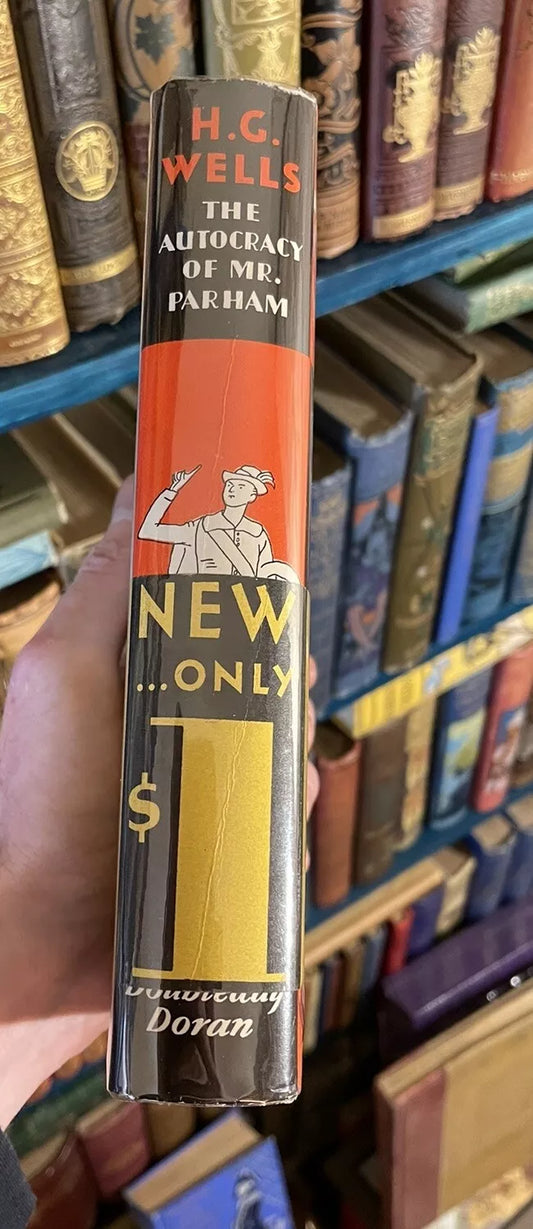 H.G.
WELLS
THE
AUTOCRACY
OF MR.
PARHAM
NEW
...ONLY
$1
Doubleday
Doran